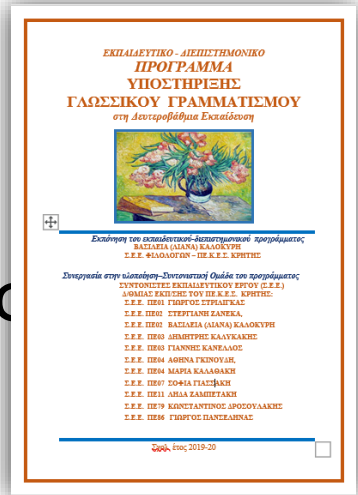 ΕΚΠΑΙΔΕΥΤΙΚΟ - ΔΙΕΠΙΣΤΗΜΟΝΙΚΟ
ΠΡΟΓΡΑΜΜΑ
ΥΠΟΣΤΗΡΙΞΗΣ
ΓΛΩΣΣΙΚΟΥ ΓΡΑΜΜΑΤΙΣΜΟΥ
στη Δευτεροβάθμια Εκπαίδευση
Εκπόνηση του εκπαιδευτικού-διεπιστημονικού προγράμματος
ΒΑΣΙΛΕΙΑ (ΛΙΑΝΑ) ΚΑΛΟΚΥΡΗ
Σ.Ε.Ε. ΦΙΛΟΛΟΓΩΝ – ΠΕ.Κ.Ε.Σ. ΚΡΗΤΗΣ
Συνεργασία στην υλοποίηση–Συντονιστική Ομάδα του προγράμματος
ΣΥΝΤΟΝΙΣΤΕΣ ΕΚΠΑΙΔΕΥΤΙΚΟΥ ΕΡΓΟΥ (Σ.Ε.Ε.)
Δ/ΘΜΙΑΣ ΕΚΠ/ΣΗΣ ΤΟΥ ΠΕ.Κ.Ε.Σ. ΚΡΗΤΗΣ:
Σ.Ε.Ε. ΠΕ01 ΓΙΩΡΓΟΣ ΣΤΡΙΛΙΓΚΑΣ
Σ.Ε.Ε. ΠΕ02 ΣΤΕΡΓΙΑΝΗ ΖΑΝΕΚΑ,
Σ.Ε.Ε. ΠΕ02 ΒΑΣΙΛΕΙΑ (ΛΙΑΝΑ) ΚΑΛΟΚΥΡΗ
Σ.Ε.Ε. ΠΕ03 ΔΗΜΗΤΡΗΣ ΚΑΛΥΚΑΚΗΣ
Σ.Ε.Ε. ΠΕ03 ΓΙΑΝΝΗΣ ΚΑΝΕΛΛΟΣ
Σ.Ε.Ε. ΠΕ04 ΑΘΗΝΑ ΓΚΙΝΟΥΔΗ,
Σ.Ε.Ε. ΠΕ04 ΜΑΡΙΑ ΚΑΛΑΘΑΚΗ
Σ.Ε.Ε. ΠΕ07 ΣΟΦΙΑ ΓΙΑΣΣΑΚΗ
Σ.Ε.Ε. ΠΕ11 ΛΗΔΑ ΖΑΜΠΕΤΑΚΗ
Σ.Ε.Ε. ΠΕ79 ΚΩΝΣΤΑΝΤΙΝΟΣ ΔΡΟΣΟΥΛΑΚΗΣ
Σ.Ε.Ε. ΠΕ86 ΓΙΩΡΓΟΣ ΠΑΝΣΕΛΗΝΑΣ
Σχολ. έτος 2019-20